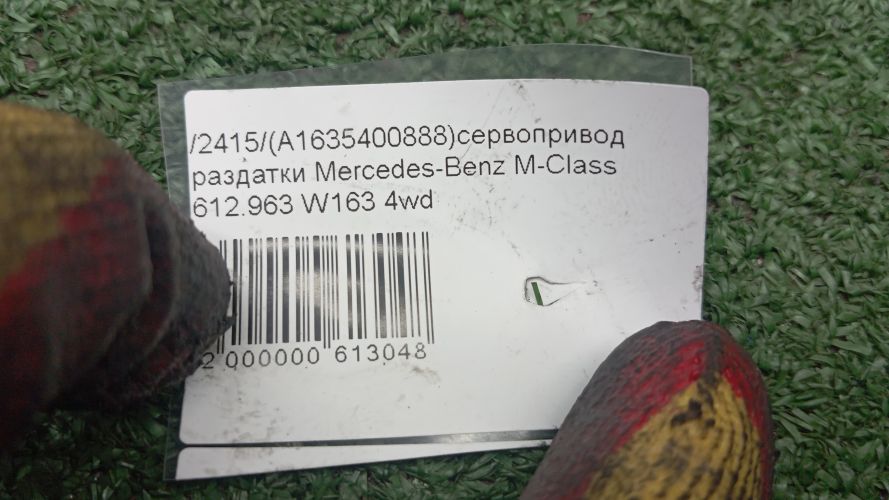 /2415/(A1635400888)сервопривод
раздатки Mercedes-Benz M-Class
612.963 W163 4wd
2 000000 613048